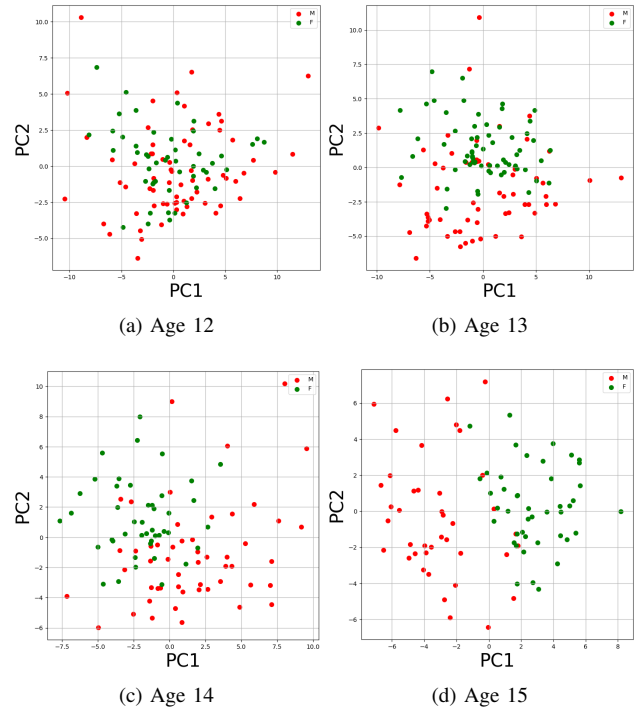 M
F
PC2
10.0
7.5
5.0
2.5
0.0
−2.5
−5.0
−10 −5 0 5 10
PC1
(a) Age 12
M
F
PC2
10.0
7.5
5.0
2.5
0.0
−2.5
−5.0
−10 −5 0 5 10
PC1
(b) Age 13
M
F
PC2
10
8
6
4
2
0
−2
−4
−6
−7.5 −5.0 −2.5 0.0 2.5 5.0 7.5 10.0
PC1
(c) Age 14
M
F
PC2
6
4
2
0
−2
−4
−6
−6 −4 −2 0 2 4 6 8
PC1
(d) Age 15